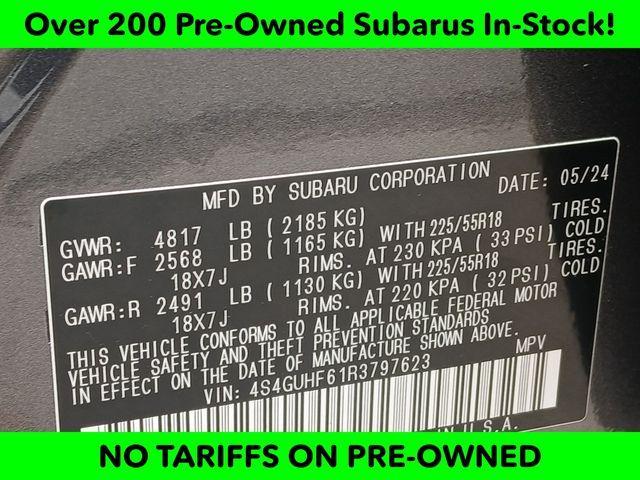 Over 200 Pre-Owned Subarus In-Stock!
MFD BY SUBARU CORPORATION DATE: 05/24
GVWR: 4817 LB ( 2185 KG)
GAWR:F 2568 LB ( 1165 KG) WITH 225/55R18 TIRES.
18X7J RIMS. AT 230 KPA ( 33 PSI) COLD
GAWR:R 2491 LB ( 1130 KG) WITH 225/55R18 TIRES.
18X7J RIMS. AT 220 KPA ( 32 PSI) COLD
THIS VEHICLE CONFORMS TO ALL APPLICABLE FEDERAL MOTOR
VEHICLE SAFETY AND THEFT PREVENTION STANDARDS
IN EFFECT ON THE DATE OF MANUFACTURE SHOWN ABOVE.
VIN: 4S4GUHF61R3797623 MPV
U.S.A.
NO TARIFFS ON PRE-OWNED